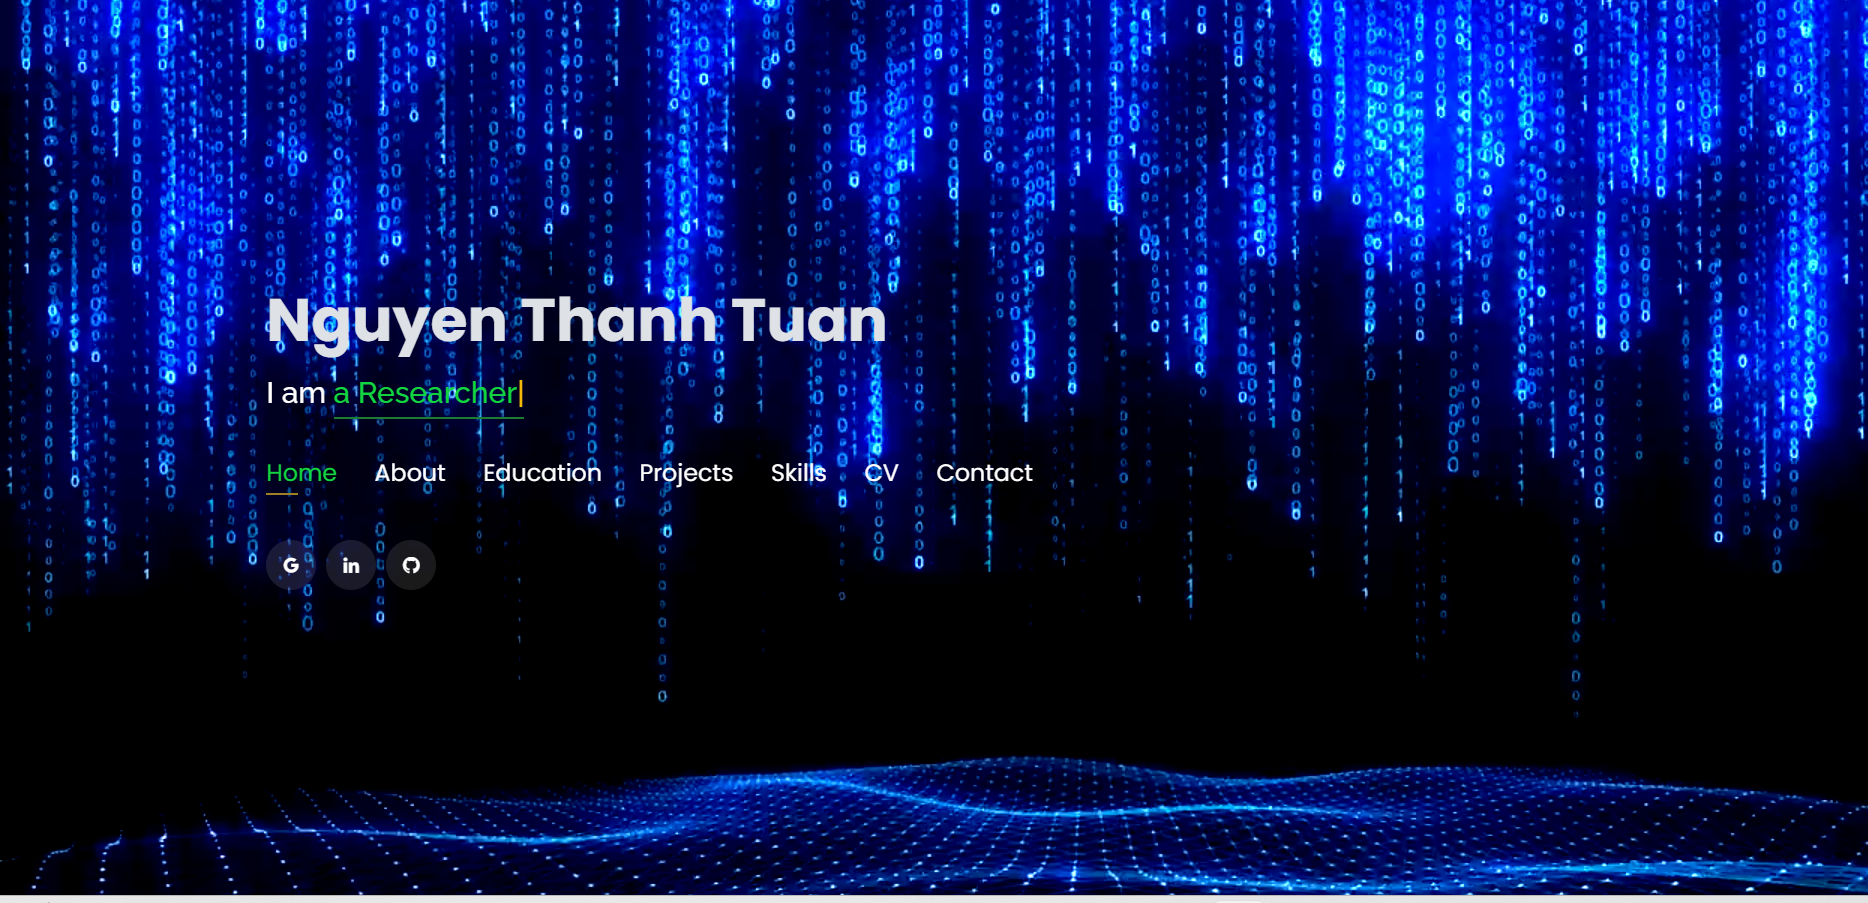 Nguyen Thanh Tuan
I am a Researcher|
Home About Education Projects Skills CV Contact
G in